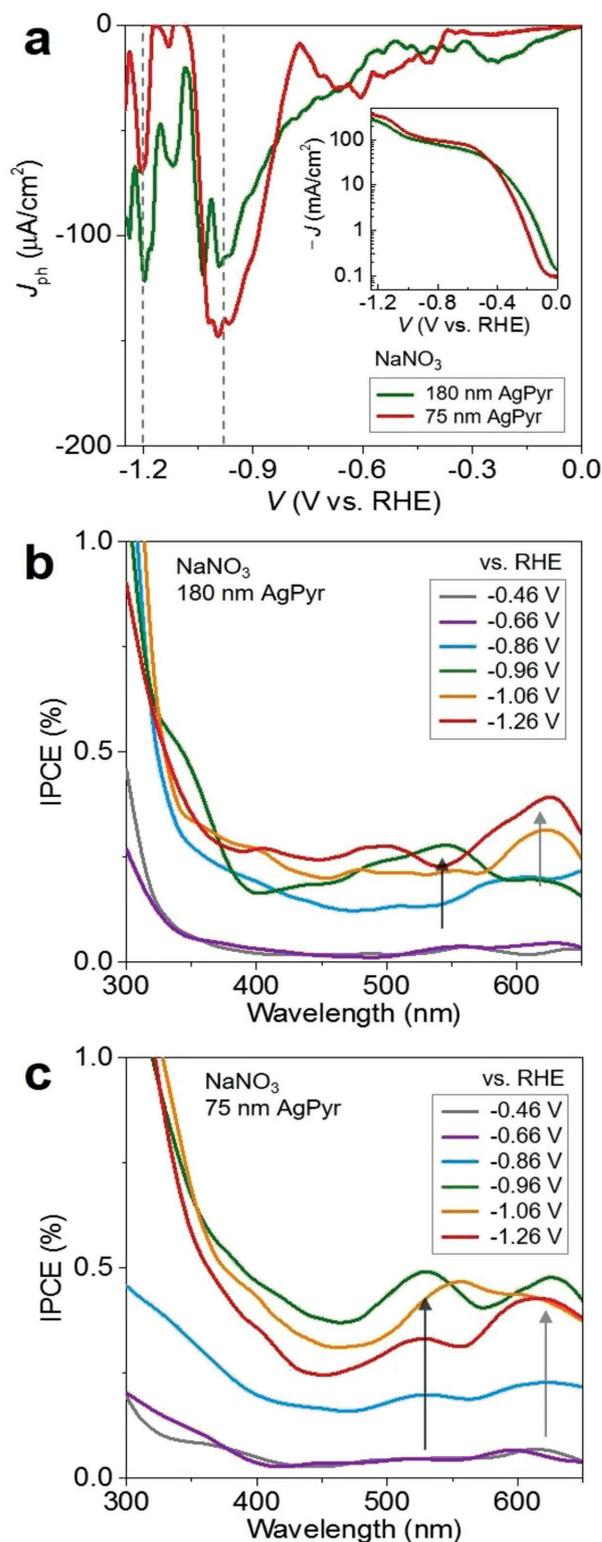 a
0
-100
-200
J_ph (μA/cm²)
-1.2
-0.9
-0.6
-0.3
0.0
V (V vs. RHE)
100
10
1
0.1
− J (mA/cm²)
-1.2
-0.8
-0.4
0.0
V (V vs. RHE)
NaNO₃
180 nm AgPyr
75 nm AgPyr
b
1.0
0.5
0.0
IPCE (%)
NaNO₃
180 nm AgPyr
vs. RHE
-0.46 V
-0.66 V
-0.86 V
-0.96 V
-1.06 V
-1.26 V
300
400
500
600
Wavelength (nm)
c
1.0
0.5
0.0
IPCE (%)
NaNO₃
75 nm AgPyr
vs. RHE
-0.46 V
-0.66 V
-0.86 V
-0.96 V
-1.06 V
-1.26 V
300
400
500
600
Wavelength (nm)